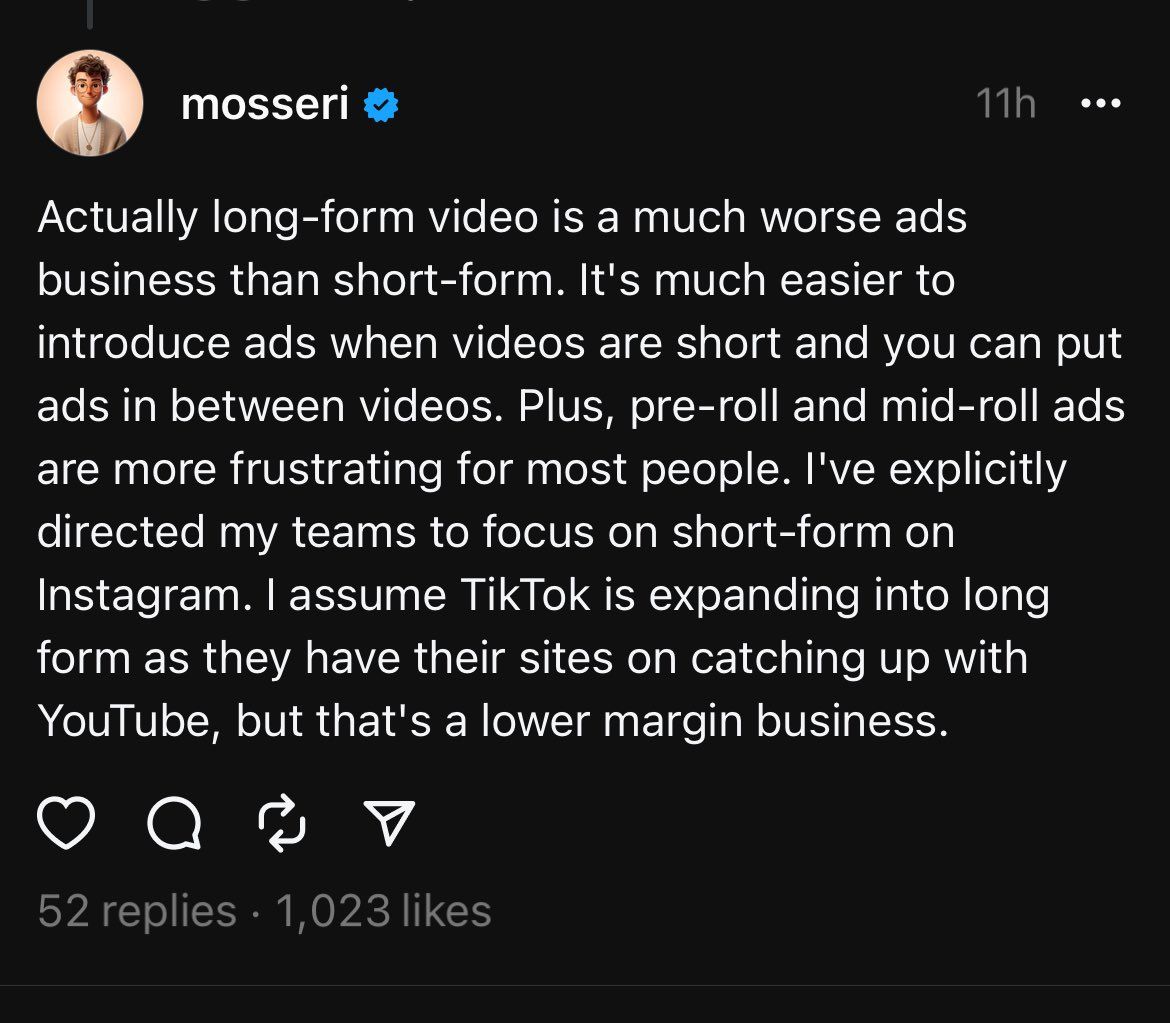 mosseri
11h
Actually long-form video is a much worse ads
business than short-form. It's much easier to
introduce ads when videos are short and you can put
ads in between videos. Plus, pre-roll and mid-roll ads
are more frustrating for most people. I've explicitly
directed my teams to focus on short-form on
Instagram. I assume TikTok is expanding into long
form as they have their sites on catching up with
YouTube, but that's a lower margin business.
52 replies · 1,023 likes